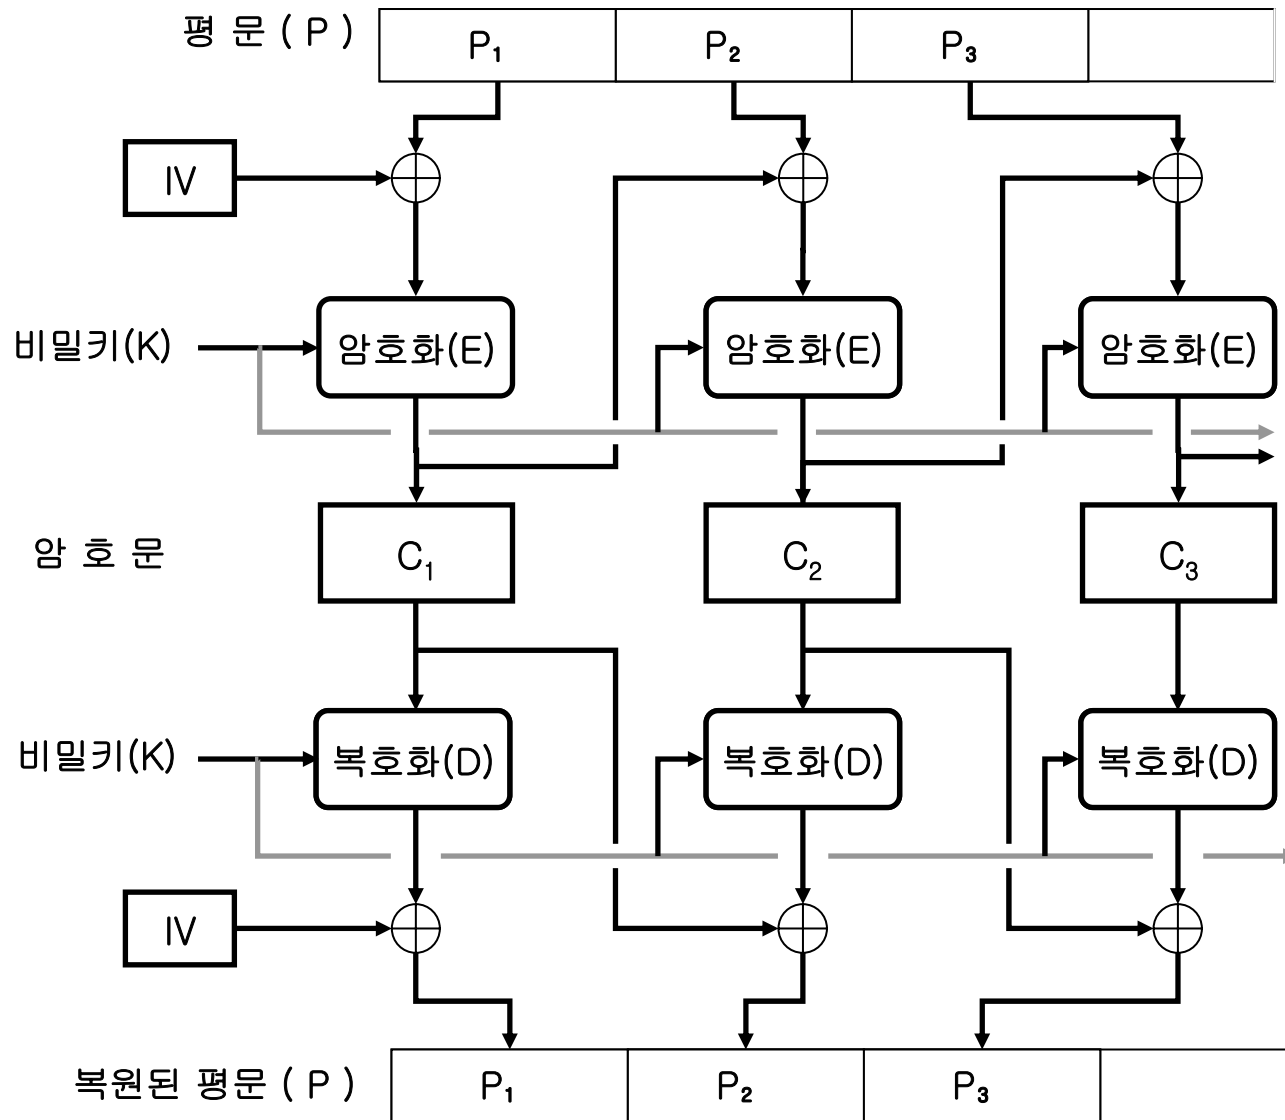 평 문 ( P ) P1 P2 P3
IV
비밀키(K) 암호화(E) 암호화(E) 암호화(E)
암 호 문 C1 C2 C3
비밀키(K) 복호화(D) 복호화(D) 복호화(D)
IV
복원된 평문 ( P ) P1 P2 P3